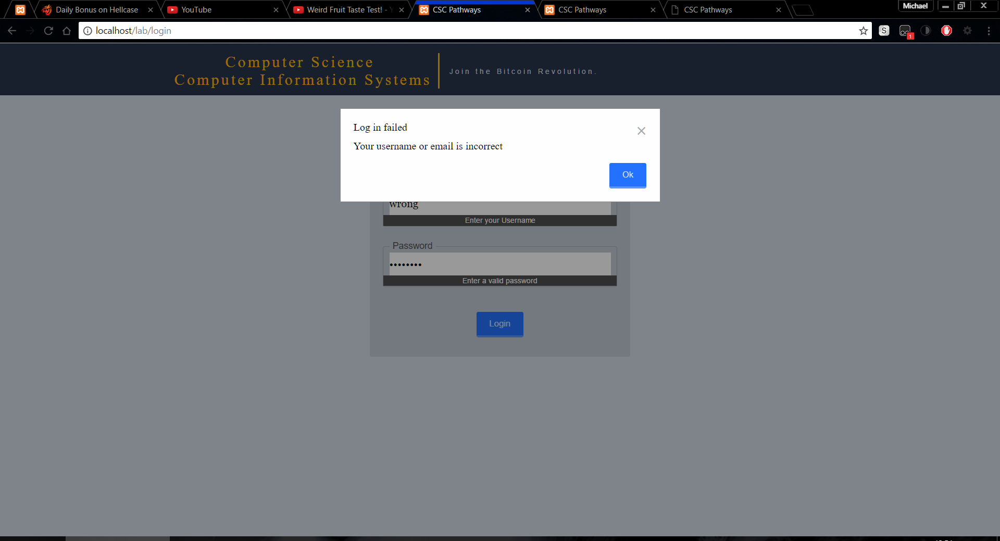 Daily Bonus on Hellcase
YouTube
Weird Fruit Taste Test! -
CSC Pathways
CSC Pathways
CSC Pathways
Michael
localhost/lab/login
S
1
Computer Science
Computer Information Systems
Join the Bitcoin Revolution.
Log in failed
Your username or email is incorrect
Ok
wrong
Enter your Username
Password
••••••••
Enter a valid password
Login